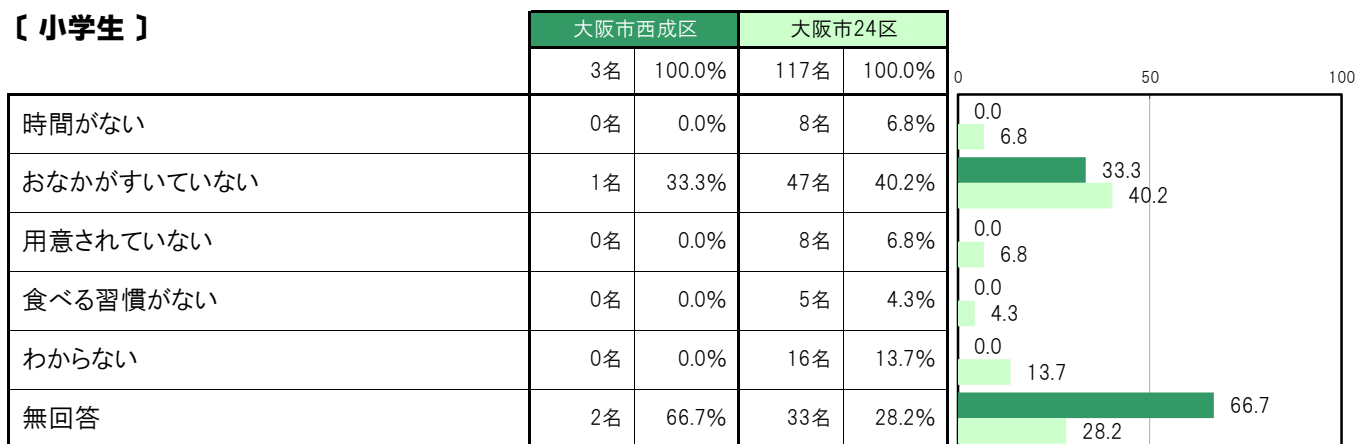 〔 小学生 〕
大阪市西成区 大阪市24区
3名 100.0% 117名 100.0%
0 50 100
時間がない 0名 0.0% 8名 6.8%
0.0
6.8
おなかがすいていない 1名 33.3% 47名 40.2%
33.3
40.2
用意されていない 0名 0.0% 8名 6.8%
0.0
6.8
食べる習慣がない 0名 0.0% 5名 4.3%
0.0
4.3
わからない 0名 0.0% 16名 13.7%
0.0
13.7
無回答 2名 66.7% 33名 28.2%
66.7
28.2